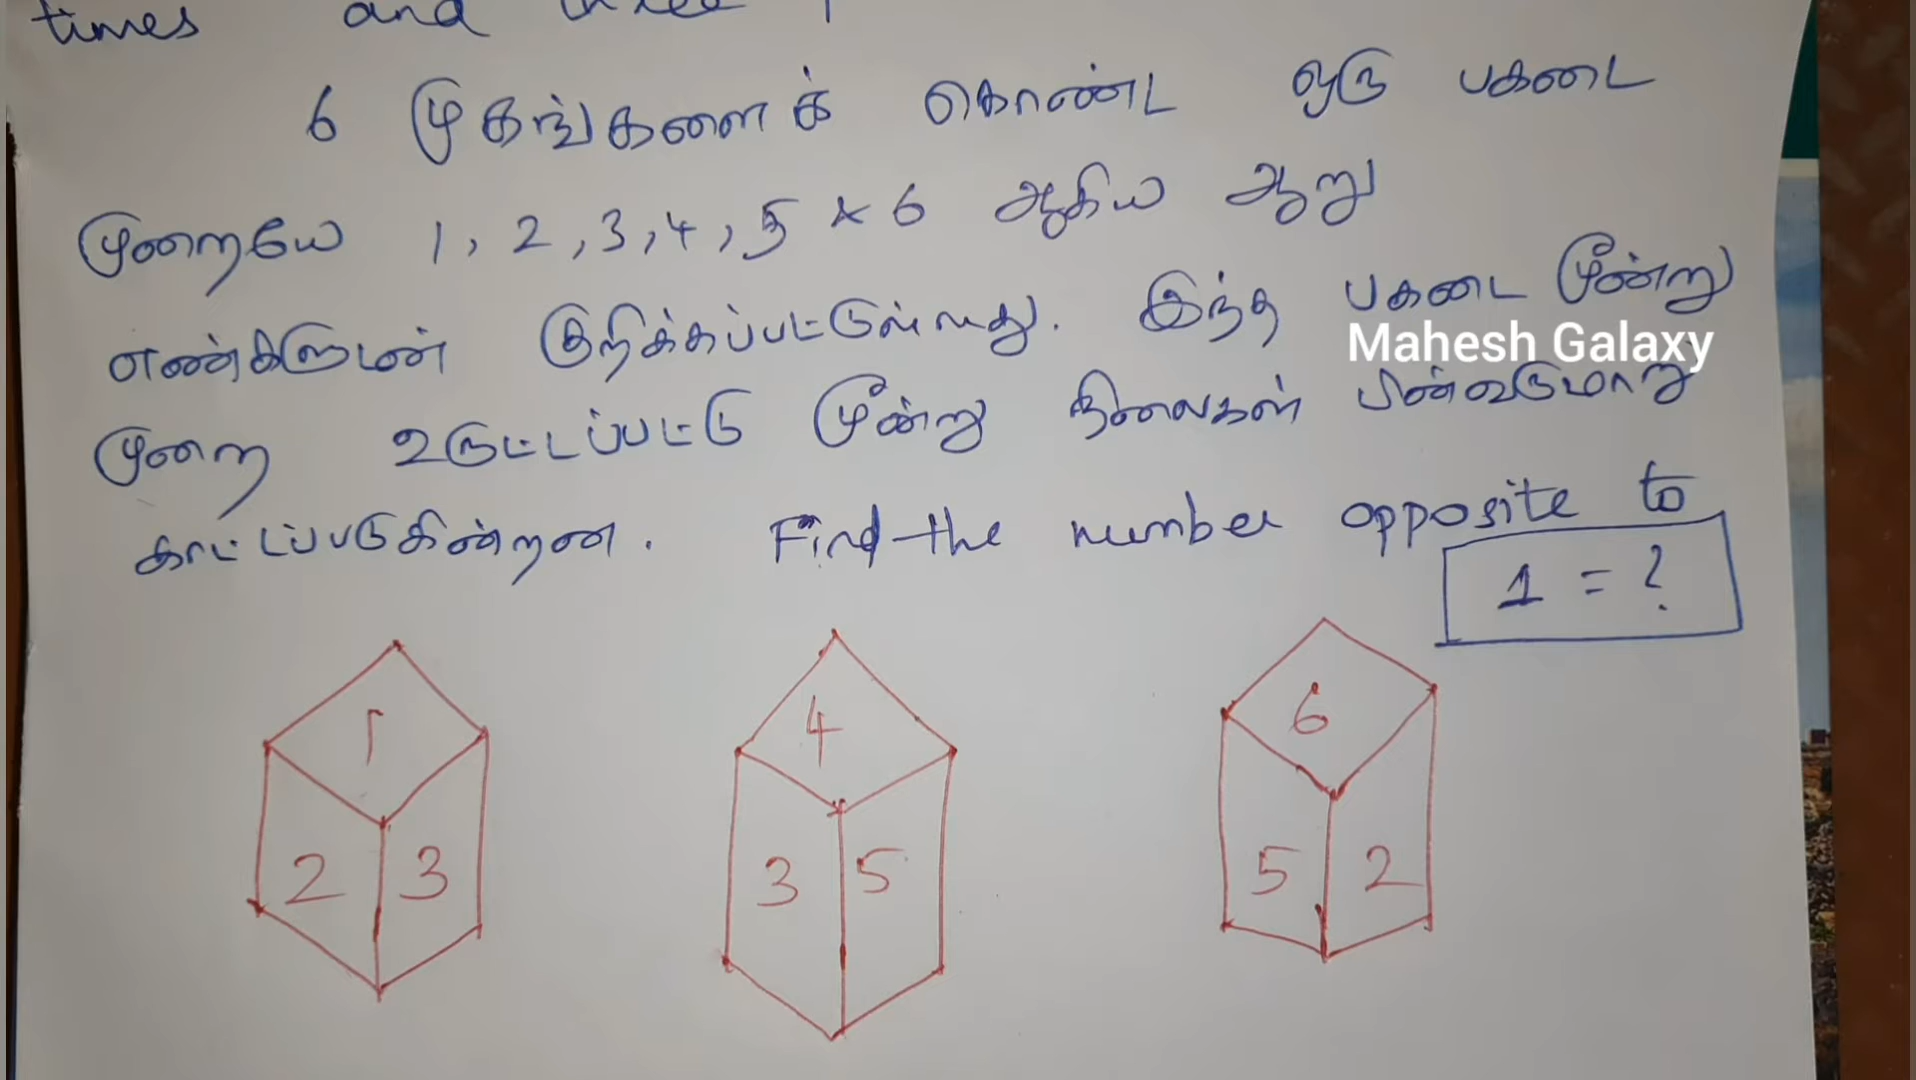 times and three
6 முகங்களைக் கொண்ட ஒரு பகடை
முறையே 1, 2, 3, 4, 5 & 6 ஆகிய ஆறு
எண்களுடன் குறிக்கப்பட்டுள்ளது. இந்த பகடை மூன்று
Mahesh Galaxy
முறை உருட்டப்பட்டு மூன்று நிலைகள் பின்வருமாறு
காட்டப்படுகின்றன. Find the number opposite to
1 = ?
1 4 6
2 3 3 5 5 2